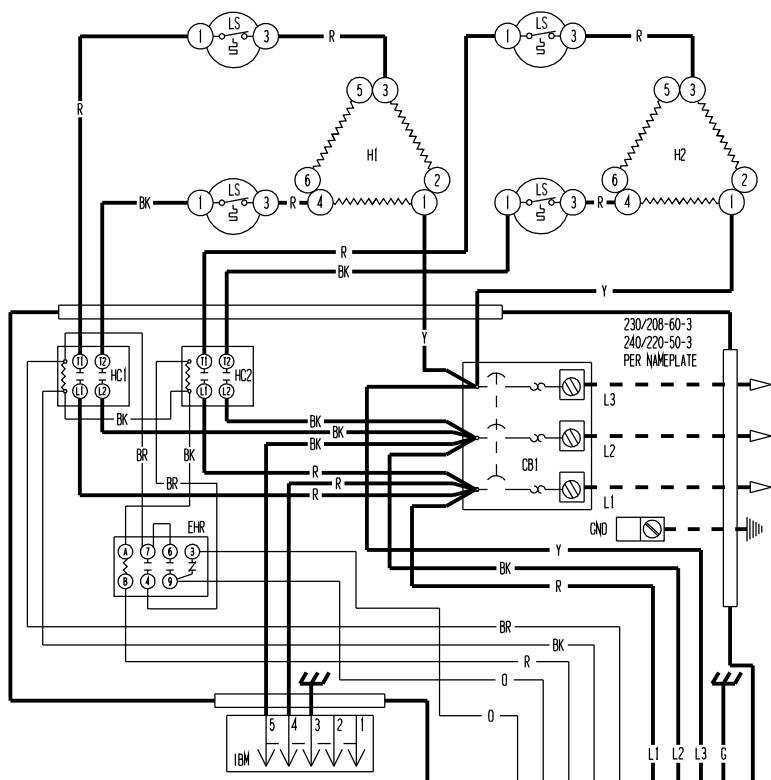 LS
1
3
R
LS
1
3
R
5
3
5
3
R
H1
H2
6
2
6
2
LS
LS
BK
1
3
R
4
1
1
3
R
4
1
R
BK
Y
230/208-60-3
240/220-50-3
PER NAMEPLATE
Y
T1
T2
HC1
T1
T2
HC2
L1
L2
L1
L2
L3
BK
BK
BK
BK
L2
BR
BK
CB1
R
BR
R
R
L1
EHR
GND
A
7
6
3
Y
BK
B
4
9
R
BR
BK
R
O
O
5
4
3
2
1
IBM
L1
L2
L3
G